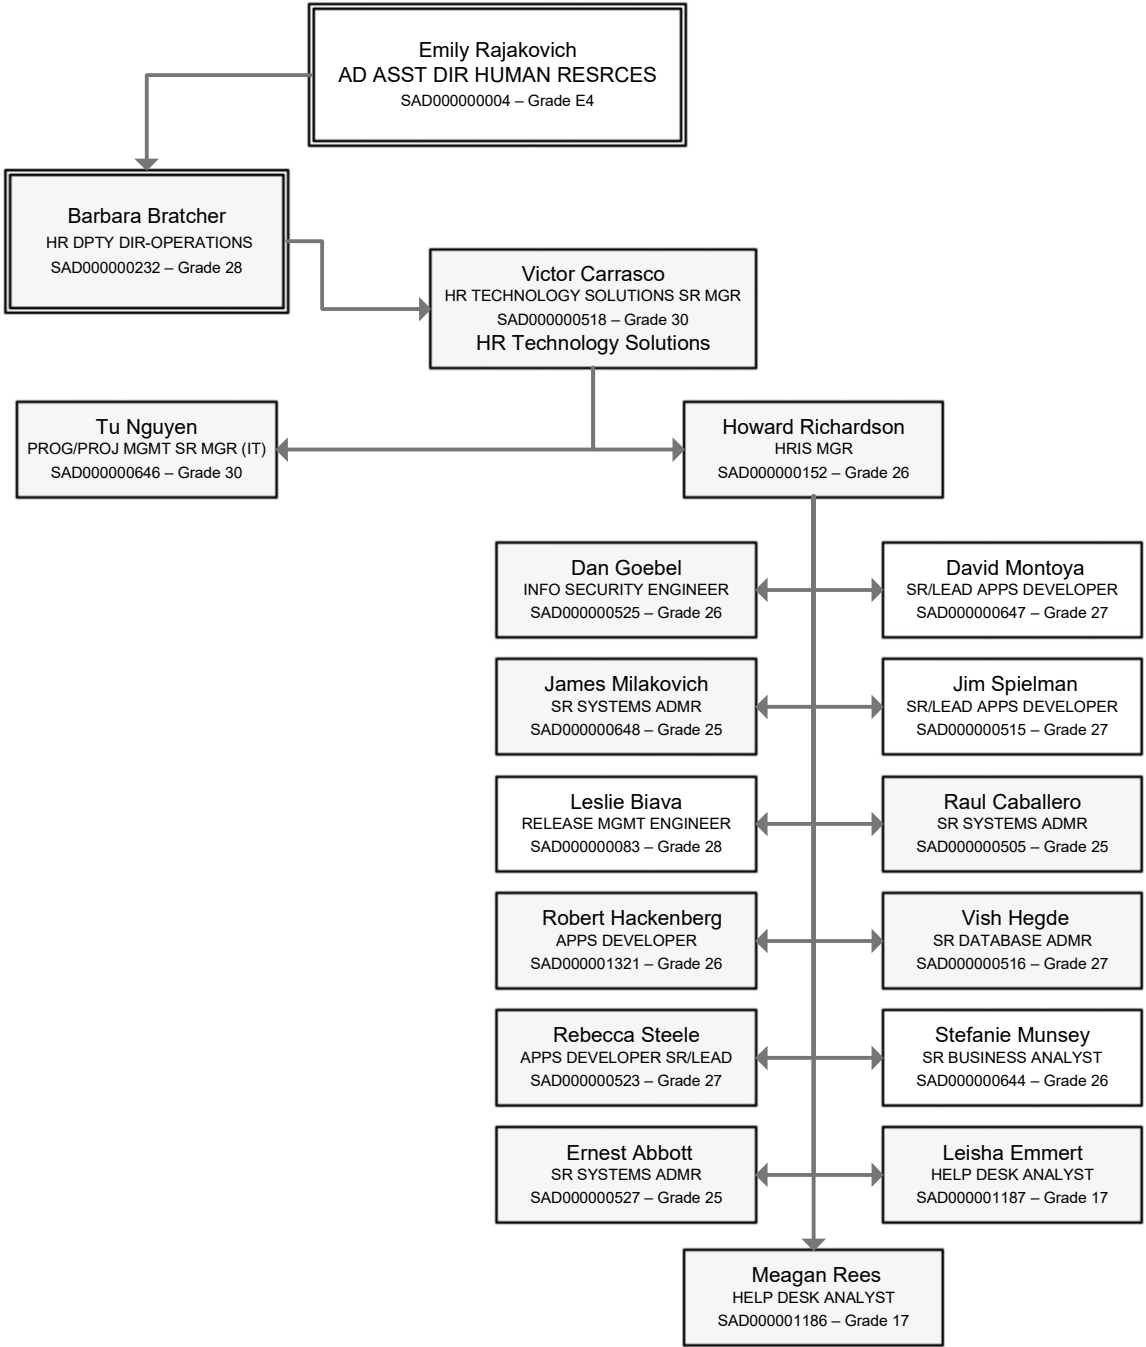 Emily Rajakovich
AD ASST DIR HUMAN RESRCES
SAD000000004 – Grade E4
Barbara Bratcher
HR DPTY DIR-OPERATIONS
SAD000000232 – Grade 28
Victor Carrasco
HR TECHNOLOGY SOLUTIONS SR MGR
SAD000000518 – Grade 30
HR Technology Solutions
Tu Nguyen
PROG/PROJ MGMT SR MGR (IT)
SAD000000646 – Grade 30
Howard Richardson
HRIS MGR
SAD000000152 – Grade 26
Dan Goebel
INFO SECURITY ENGINEER
SAD000000525 – Grade 26
David Montoya
SR/LEAD APPS DEVELOPER
SAD000000647 – Grade 27
James Milakovich
SR SYSTEMS ADMR
SAD000000648 – Grade 25
Jim Spielman
SR/LEAD APPS DEVELOPER
SAD000000515 – Grade 27
Leslie Biava
RELEASE MGMT ENGINEER
SAD000000083 – Grade 28
Raul Caballero
SR SYSTEMS ADMR
SAD000000505 – Grade 25
Robert Hackenberg
APPS DEVELOPER
SAD000001321 – Grade 26
Vish Hegde
SR DATABASE ADMR
SAD000000516 – Grade 27
Rebecca Steele
APPS DEVELOPER SR/LEAD
SAD000000523 – Grade 27
Stefanie Munsey
SR BUSINESS ANALYST
SAD000000644 – Grade 26
Ernest Abbott
SR SYSTEMS ADMR
SAD000000527 – Grade 25
Leisha Emmert
HELP DESK ANALYST
SAD000001187 – Grade 17
Meagan Rees
HELP DESK ANALYST
SAD000001186 – Grade 17